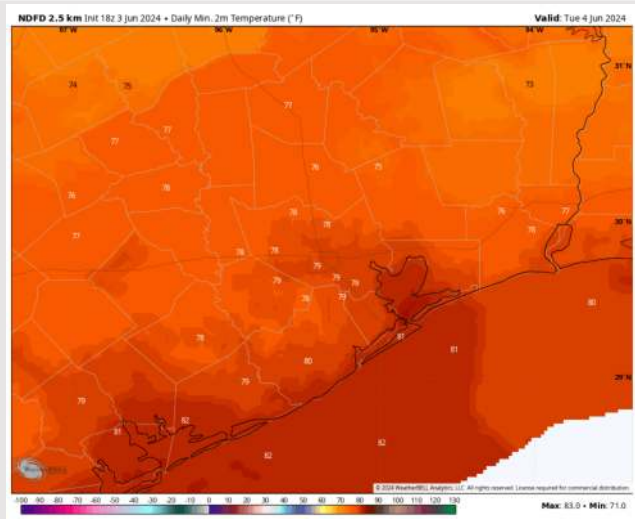 NDFD 2.5 km Init 18z 3 Jun 2024 • Daily Min. 2m Temperature (°F) Valid: Tue 4 Jun 2024
97°W 96°W 95°W 94°W
31°N
74 75 73
77
77
77
76 75
78
76
78 76 77
30°N
78 78
77
78 78
79
79 79 78
78 79
80
81
78 81
80
29°N
79
79
82
81
82
82
© 2024 WeatherBELL Analytics, LLC. All rights reserved. License required for commercial distribution.
-100 -90 -80 -70 -60 -50 -40 -30 -20 -10 0 10 20 30 40 50 60 70 80 90 100 110 120 130
Max: 83.0 • Min: 71.0